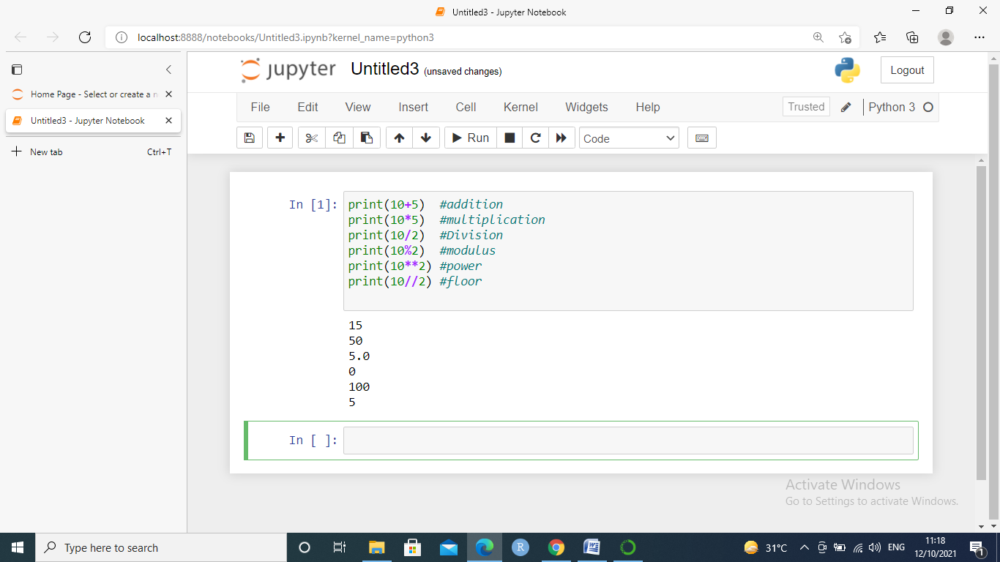 Untitled3 - Jupyter Notebook
localhost:8888/notebooks/Untitled3.ipynb?kernel_name=python3
Home Page - Select or create a n
Untitled3 - Jupyter Notebook
New tab Ctrl+T
jupyter Untitled3 (unsaved changes) Logout
File Edit View Insert Cell Kernel Widgets Help Trusted Python 3
Run Code
In [1]: print(10+5)  #addition
print(10*5)  #multiplication
print(10/2)  #Division
print(10%2)  #modulus
print(10**2) #power
print(10//2) #floor
15
50
5.0
0
100
5
In [ ]:
Activate Windows
Go to Settings to activate Windows.
Type here to search
R
W
31°C ENG 11:18
12/10/2021
1